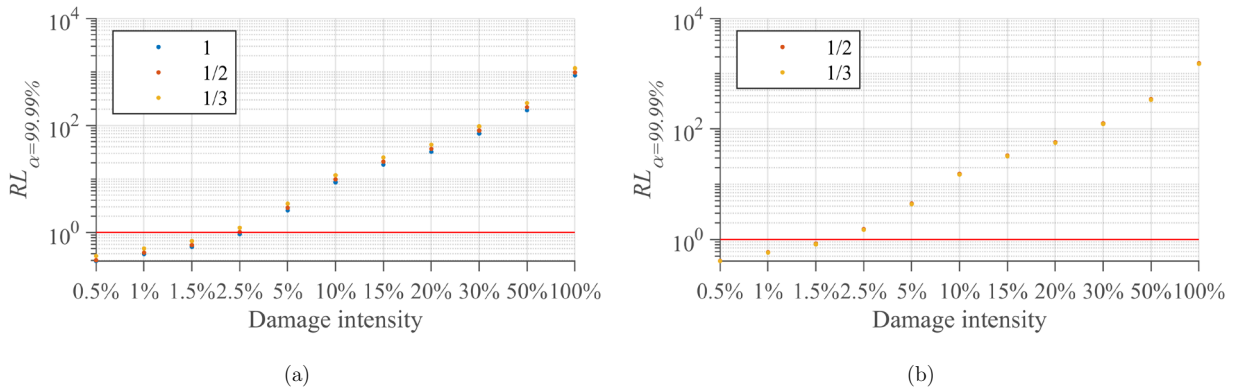 10^4
10^2
10^0
RL α=99.99%
1
1/2
1/3
0.5% 1% 1.5% 2.5% 5% 10% 15% 20% 30% 50% 100%
Damage intensity
(a)
10^4
10^2
10^0
RL α=99.99%
1/2
1/3
0.5% 1% 1.5% 2.5% 5% 10% 15% 20% 30% 50% 100%
Damage intensity
(b)